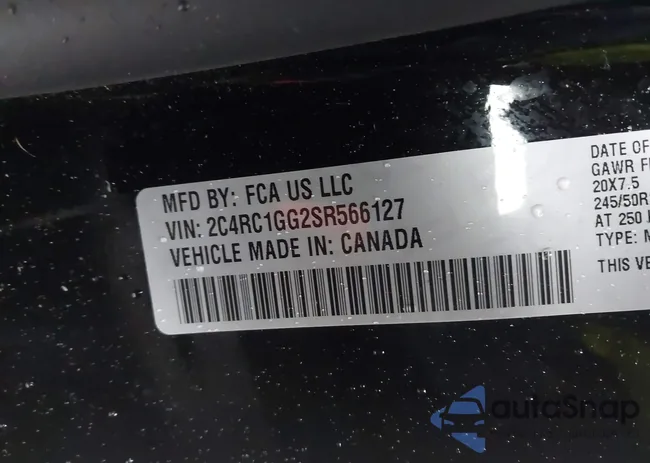 MFD BY: FCA US LLC
VIN: 2C4RC1GG2SR566127
VEHICLE MADE IN: CANADA
DATE OF
GAWR F
20X7.5
245/50R
AT 250
TYPE: M
THIS VE
autoSnap